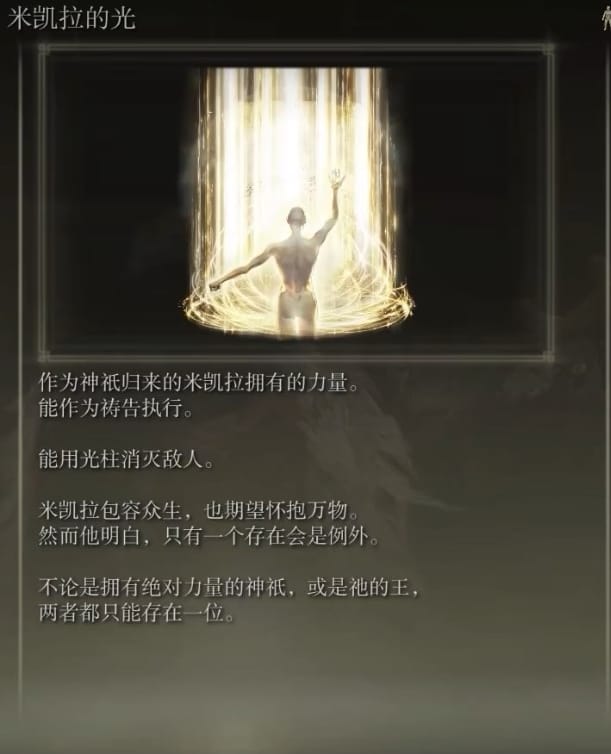 米凯拉的光
作为神祇归来的米凯拉拥有的力量。
能作为祷告执行。
能用光柱消灭敌人。
米凯拉包容众生，也期望怀抱万物。
然而他明白，只有一个存在会是例外。
不论是拥有绝对力量的神祇，或是祂的王，
两者都只能存在一位。